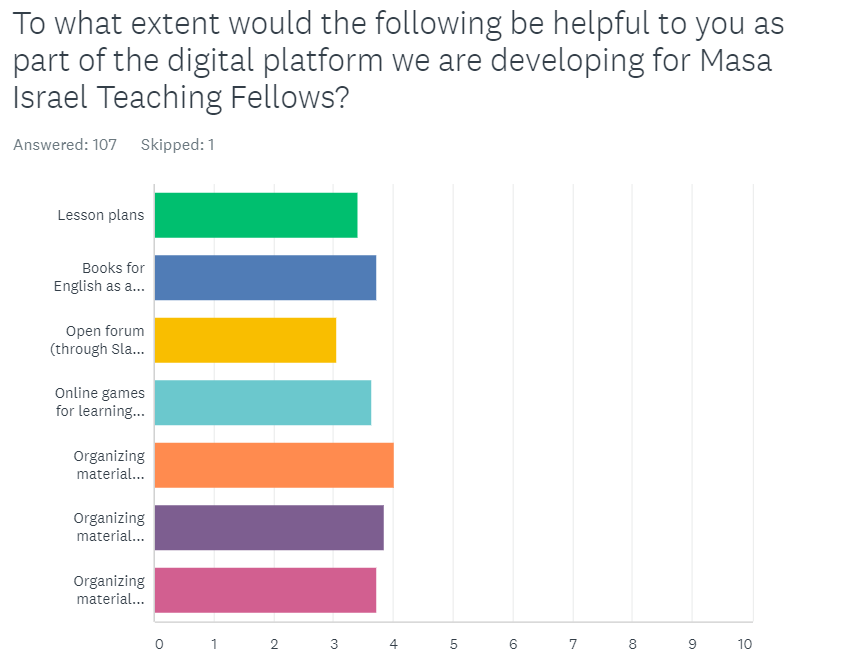 To what extent would the following be helpful to you as
part of the digital platform we are developing for Masa
Israel Teaching Fellows?
Answered: 107 Skipped: 1
Lesson plans
Books for
English as a...
Open forum
(through Sla...
Online games
for learning...
Organizing
material...
Organizing
material...
Organizing
material...
0 1 2 3 4 5 6 7 8 9 10